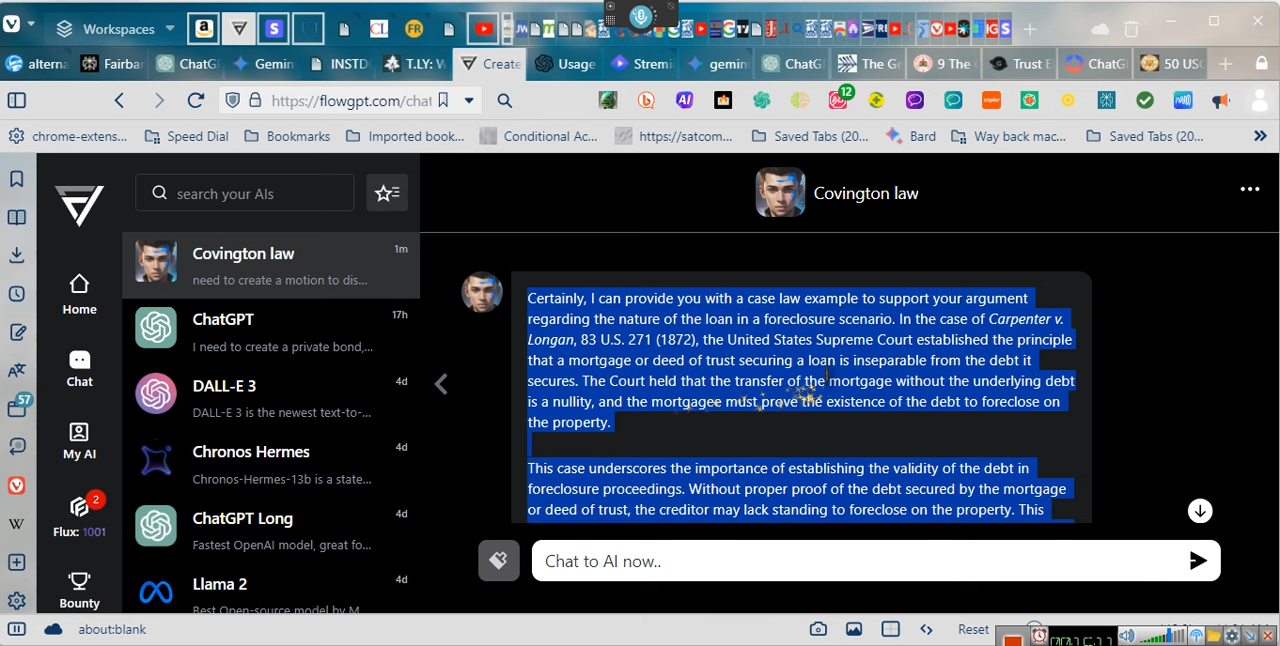 Workspaces
alterna
Fairbar
ChatG
Gemin
INSTD
T.I.Y: W
Create
Usage
Stremi
gemini
ChatG
The Ge
9 The
Trust E
ChatG
50 USC
https://flowgpt.com/chat
12
chrome-extens...
Speed Dial
Bookmarks
Imported book...
Conditional Ac...
https://satcom...
Saved Tabs (20...
Bard
Way back mac...
Saved Tabs (20...
57
search your AIs
Covington law
Covington law
1m
need to create a motion to dis...
Home
ChatGPT
17h
I need to create a private bond,...
Chat
DALL-E 3
4d
DALL-E 3 is the newest text-to-...
My AI
Chronos Hermes
4d
Chronos-Hermes-13b is a state...
2
Flux: 1001
ChatGPT Long
4d
Fastest OpenAI model, great fo...
Bounty
Llama 2
4d
Best Open-source model by M
Certainly, I can provide you with a case law example to support your argument
regarding the nature of the loan in a foreclosure scenario. In the case of Carpenter v.
Longan, 83 U.S. 271 (1872), the United States Supreme Court established the principle
that a mortgage or deed of trust securing a loan is inseparable from the debt it
secures. The Court held that the transfer of the mortgage without the underlying debt
is a nullity, and the mortgagee must prove the existence of the debt to foreclose on
the property.
This case underscores the importance of establishing the validity of the debt in
foreclosure proceedings. Without proper proof of the debt secured by the mortgage
or deed of trust, the creditor may lack standing to foreclose on the property. This
Chat to AI now..
about:blank
Reset